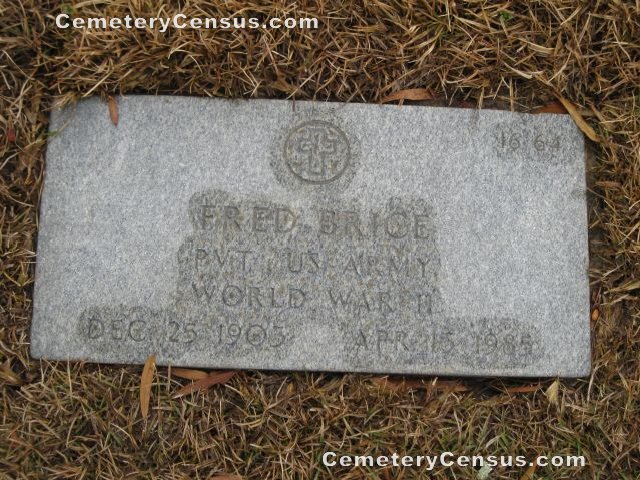 CemeteryCensus.com
16 64
FRED BRICE
PVT US ARMY
WORLD WAR II
DEC 25 1905 APR 15 1985
CemeteryCensus.com